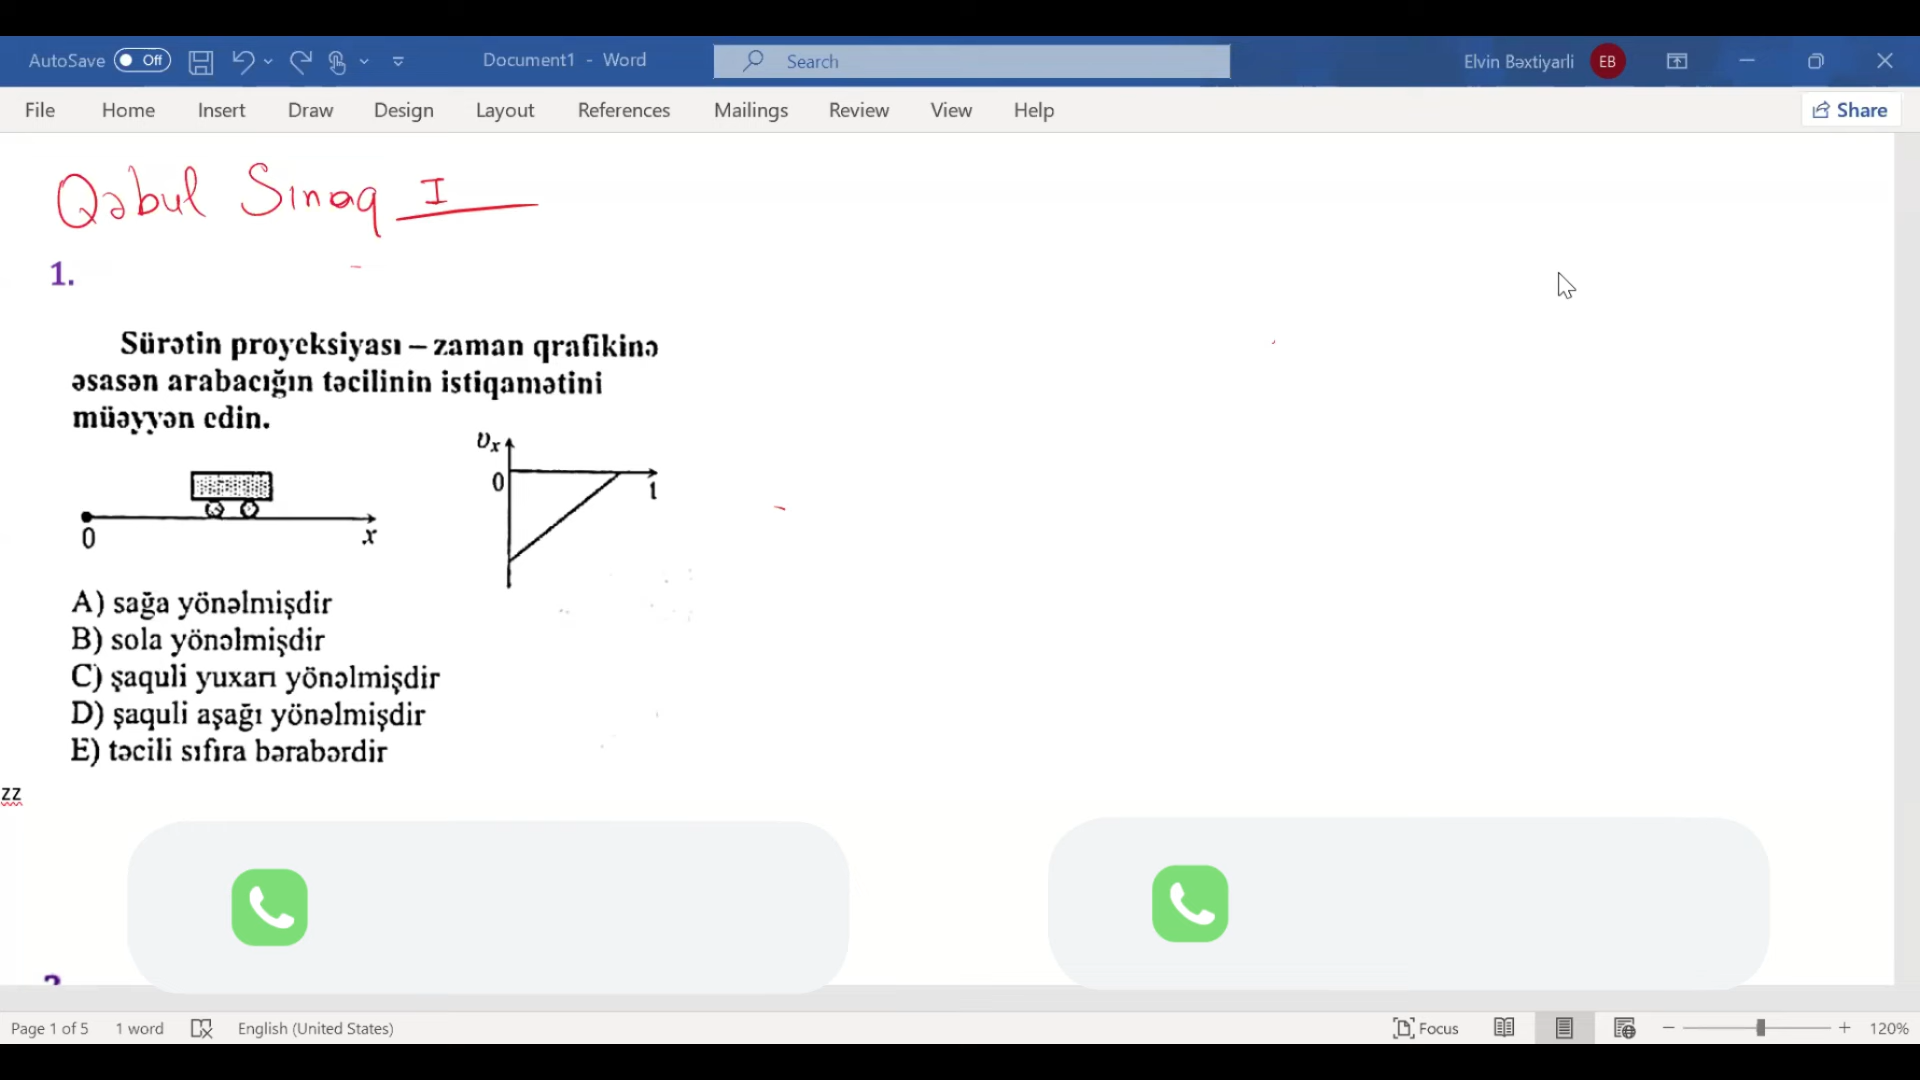 AutoSave Off Document1 - Word Search Elvin Bəxtiyarli EB
File Home Insert Draw Design Layout References Mailings Review View Help Share
Qəbul Sınaq I
1.
Sürətin proyeksiyası – zaman qrafikinə
əsasən arabacığın təcilinin istiqamətini
müəyyən edin.
υx
0
t
0
x
A) sağa yönəlmişdir
B) sola yönəlmişdir
C) şaquli yuxarı yönəlmişdir
D) şaquli aşağı yönəlmişdir
E) təcili sıfıra bərabərdir
zz
Page 1 of 5 1 word English (United States) Focus 120%